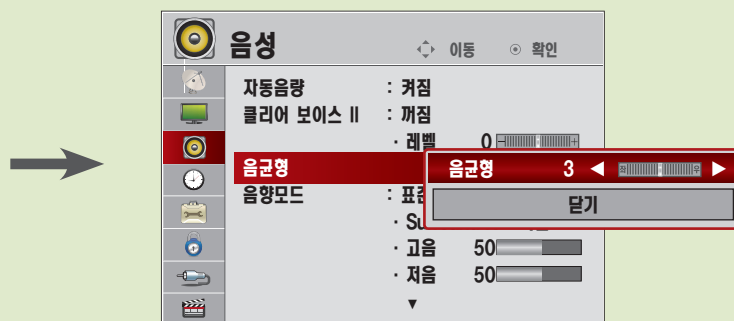 음성 이동 확인
자동음량 : 켜짐
클리어 보이스 II : 꺼짐
· 레벨 0 - +
음균형 음균형 3 좌 우
닫기
음향모드 : 표준
· 고음 50
· 저음 50